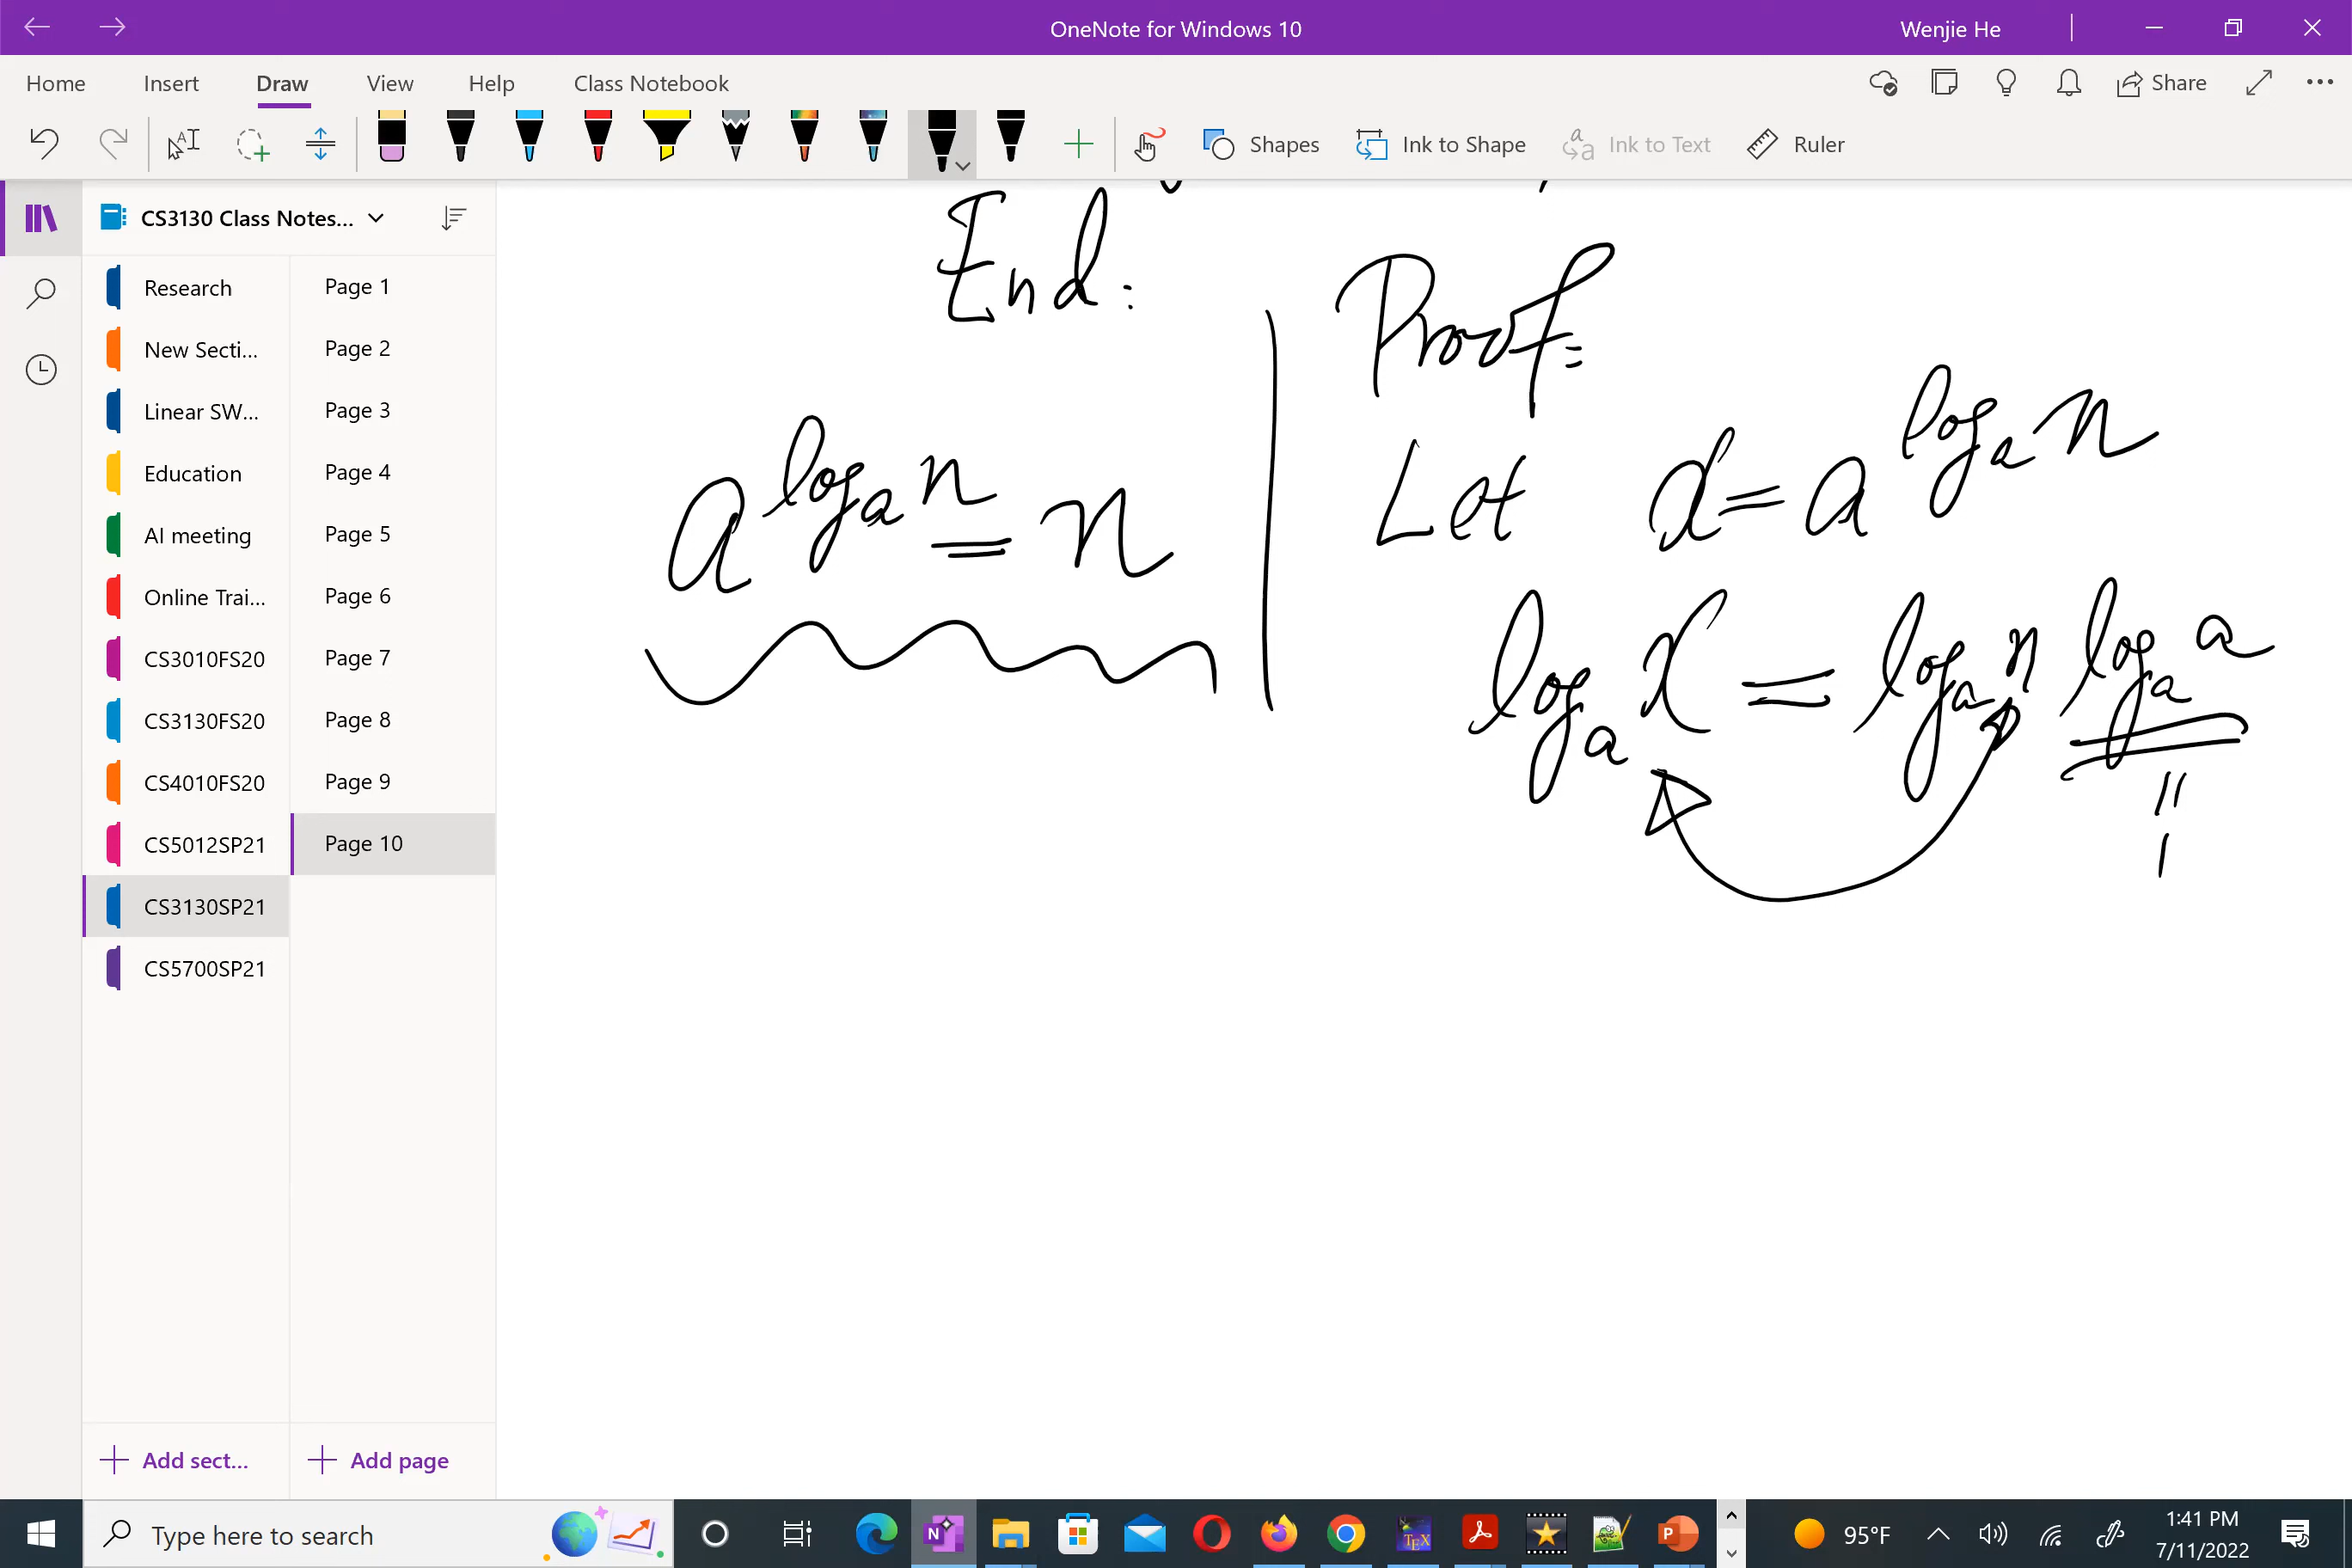 OneNote for Windows 10
Wenjie He
Home Insert Draw View Help Class Notebook
Share
Shapes Ink to Shape Ink to Text Ruler
CS3130 Class Notes...
Research
New Secti...
Linear SW...
Education
AI meeting
Online Trai...
CS3010FS20
CS3130FS20
CS4010FS20
CS5012SP21
CS3130SP21
CS5700SP21
Page 1
Page 2
Page 3
Page 4
Page 5
Page 6
Page 7
Page 8
Page 9
Page 10
Add sect...
Add page
End:
a^{log_a n} = n
Proof:
Let x = a^{log_a n}
log_a x = log_a n log_a a
"
1
Type here to search
95°F
1:41 PM
7/11/2022